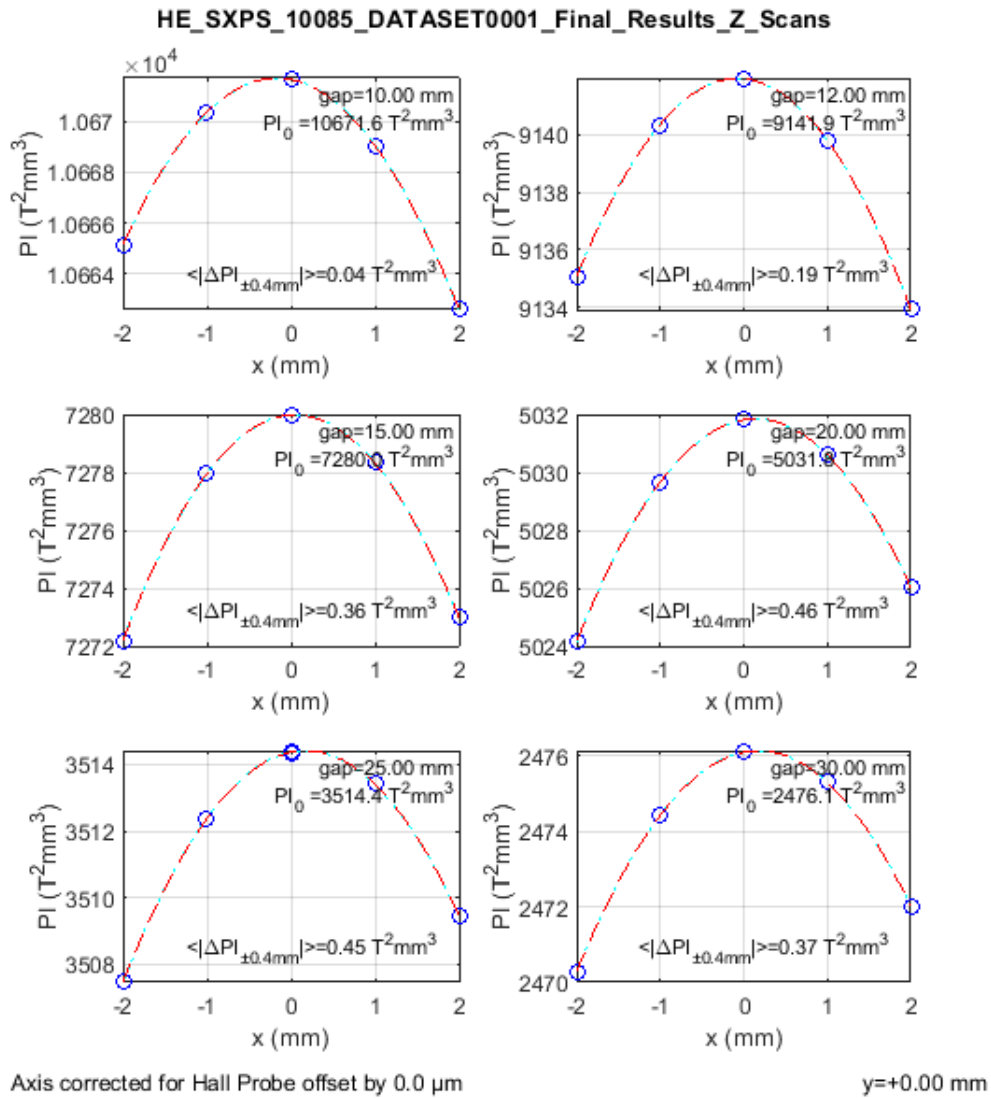 HE_SXPS_10085_DATASET0001_Final_Results_Z_Scans
×10⁴
gap=10.00 mm
PI₀ =10671.6 T²mm³
1.067
1.0668
1.0666
1.0664
PI (T²mm³)
<|ΔPI±0.4mm|>=0.04 T²mm³
-2 -1 0 1 2
x (mm)
gap=12.00 mm
PI₀ =9141.9 T²mm³
9140
9138
9136
9134
PI (T²mm³)
<|ΔPI±0.4mm|>=0.19 T²mm³
-2 -1 0 1 2
x (mm)
7280
7278
7276
7274
7272
PI (T²mm³)
gap=15.00 mm
PI₀ =7280.0 T²mm³
<|ΔPI±0.4mm|>=0.36 T²mm³
-2 -1 0 1 2
x (mm)
5032
5030
5028
5026
5024
PI (T²mm³)
gap=20.00 mm
PI₀ =5031.8 T²mm³
<|ΔPI±0.4mm|>=0.46 T²mm³
-2 -1 0 1 2
x (mm)
3514
3512
3510
3508
PI (T²mm³)
gap=25.00 mm
PI₀ =3514.4 T²mm³
<|ΔPI±0.4mm|>=0.45 T²mm³
-2 -1 0 1 2
x (mm)
2476
2474
2472
2470
PI (T²mm³)
gap=30.00 mm
PI₀ =2476.1 T²mm³
<|ΔPI±0.4mm|>=0.37 T²mm³
-2 -1 0 1 2
x (mm)
Axis corrected for Hall Probe offset by 0.0 µm
y=+0.00 mm